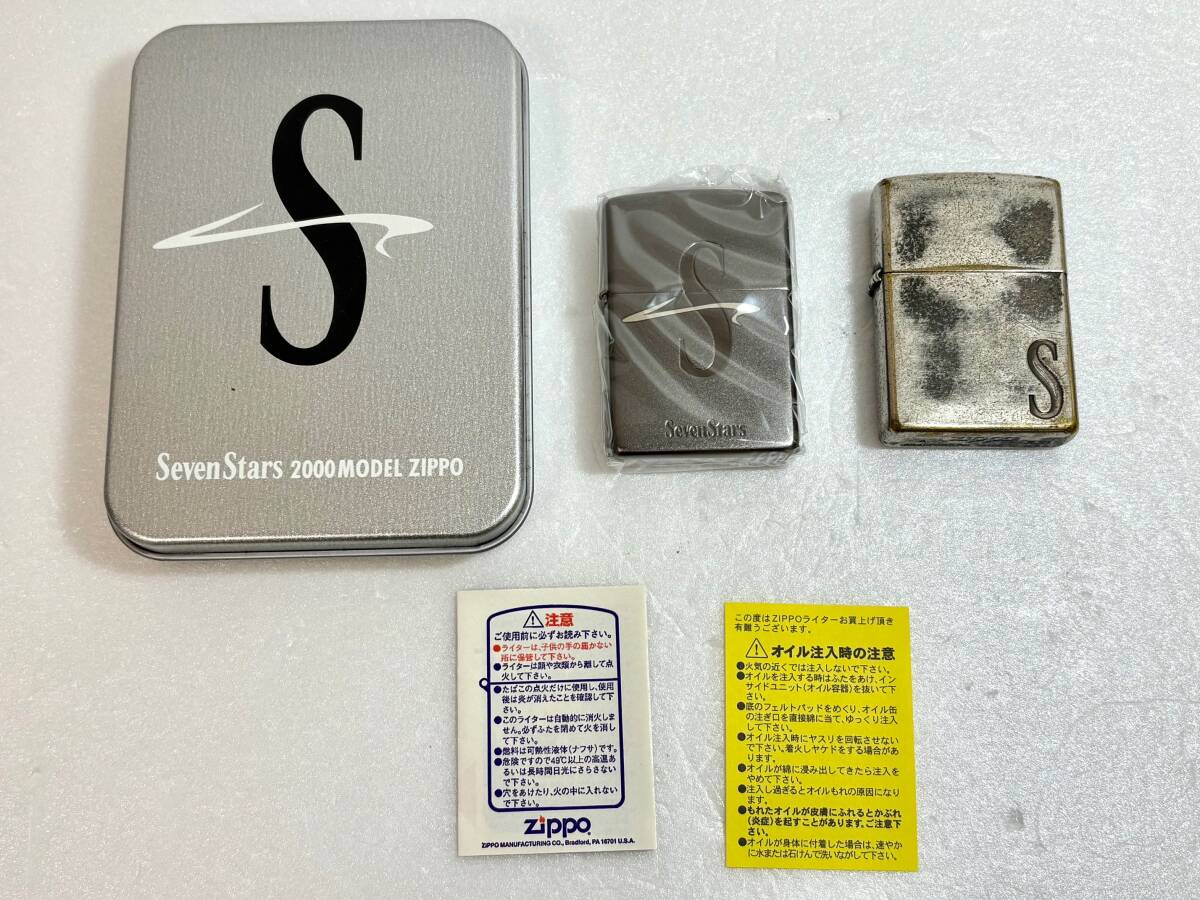 S
SevenStars 2000 MODEL ZIPPO
S
SevenStars
S
注意
ご使用前に必ずお読み下さい。
●ライターは、子供の手の届かない
所に保管して下さい。
●ライターは顔や衣類から離して点
火して下さい。
●たばこの点火だけに使用し、使用
後は炎が消えたことを確認して下
さい。
●このライターは自動的に消火しま
せん。必ずふたを閉めて火を消し
て下さい。
●燃料は可熱性液体(ナフサ)です。
●危険ですので49℃以上の高温あ
るいは長時間日光にさらさない
で下さい。
●穴をあけたり、火の中に入れない
で下さい。
zippo
ZIPPO MANUFACTURING CO., Bradford, PA 16701 U.S.A.
この度はZIPPOライターお買上げ頂き
有難うございます。
オイル注入時の注意
●火気の近くでは注入しないで下さい。
●オイルを注入する時はふたをあけ、イン
サイドユニット(オイル容器)を抜いて下
さい。
●底のフェルトパッドをめくり、オイル缶
の注ぎ口を直接綿に当て、ゆっくり注入
して下さい。
●オイル注入時にヤスリを回転させない
で下さい。着火しヤケドをする場合があ
ります。
●オイルが綿に浸み出してきたら注入を
やめて下さい。
●注入し過ぎるとオイルもれの原因になり
ます。
●もれたオイルが皮膚にふれるとかぶれ
(炎症)を起すことがあります。ご注意下
さい。
●オイルが身体に付着した場合は、速や
かに水または石けんで洗いながして下さい。